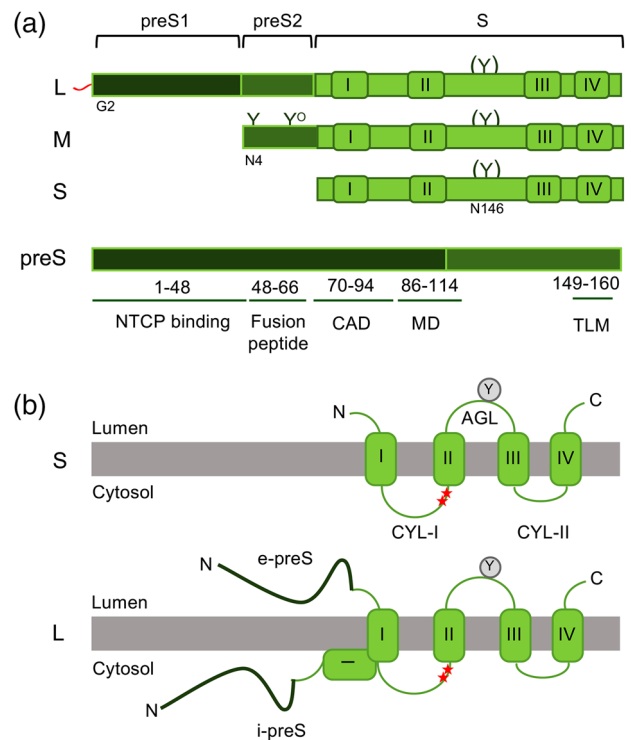 (a)
preS1 preS2 S
(Y)
L I II III IV
G2
Y Y^O (Y)
M I II III IV
N4
(Y)
S I II III IV
N146
preS
1-48 48-66 70-94 86-114 149-160
NTCP binding Fusion peptide CAD MD TLM
(b)
Y
N AGL C
Lumen
S I II III IV
Cytosol
CYL-I CYL-II
e-preS
N Y
C
Lumen
L I II III IV
Cytosol I
N
i-preS